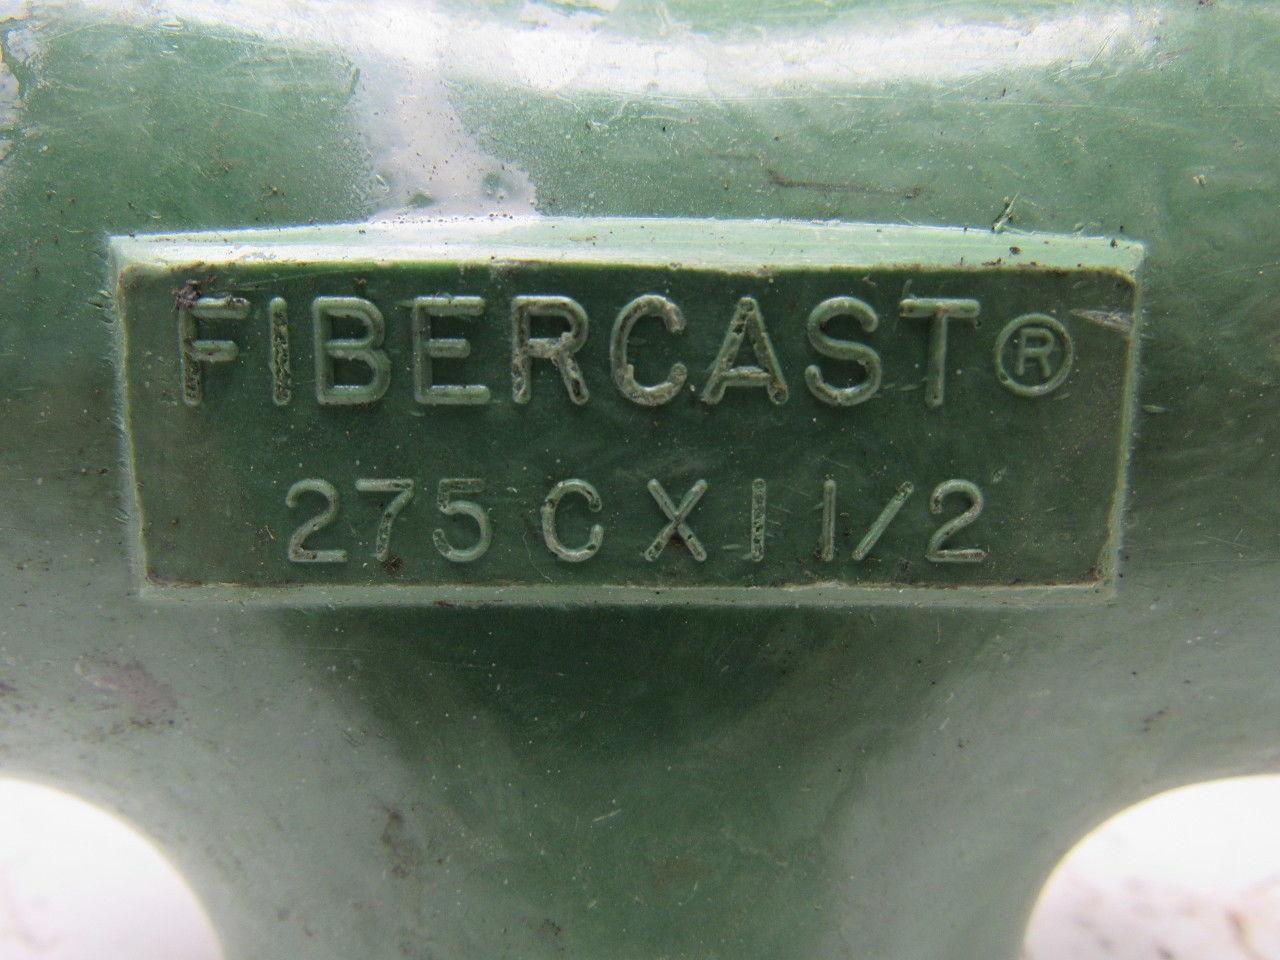 FIBERCAST®
275 C X 1 1/2